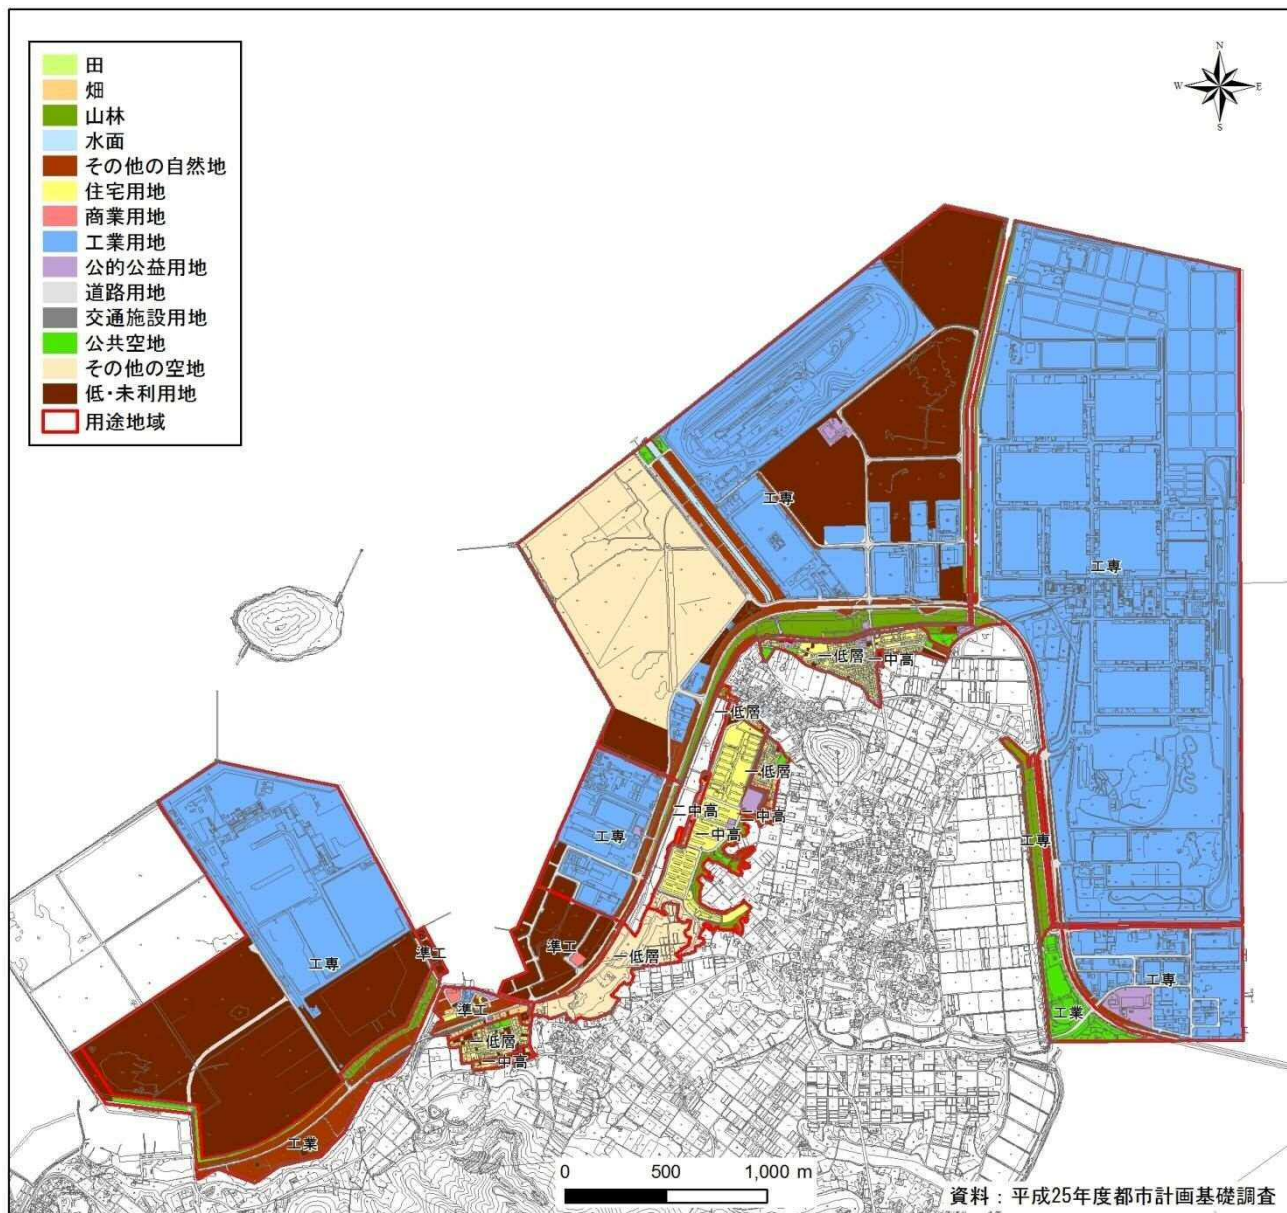 田
畑
山林
水面
その他の自然地
住宅用地
商業用地
工業用地
公的公益用地
道路用地
交通施設用地
公共空地
その他の空地
低・未利用地
用途地域
N
W
E
S
工専
工専
一低層
一中高
一低層
一低層
二中高
二中高
一中高
工専
工専
準工
準工
一低層
工専
工専
工業
準工
一低層
一中高
工業
0 500 1,000 m
資料：平成25年度都市計画基礎調査